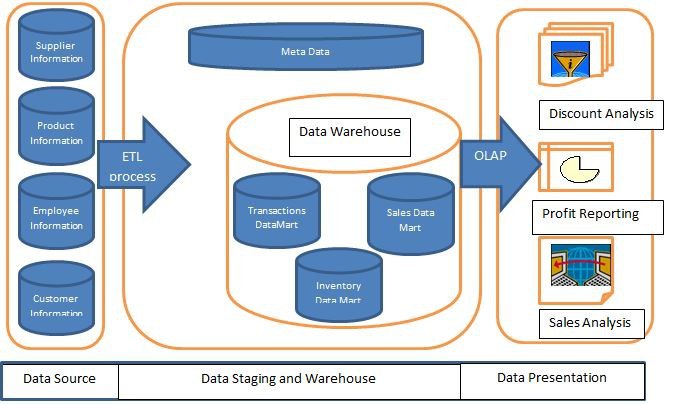 Supplier
Information
Product
Information
Employee
Information
Customer
Information
ETL
process
Meta Data
Data Warehouse
Transactions
DataMart
Sales Data
Mart
Inventory
Data Mart
OLAP
i
Discount Analysis
Profit Reporting
Sales Analysis
Data Source
Data Staging and Warehouse
Data Presentation